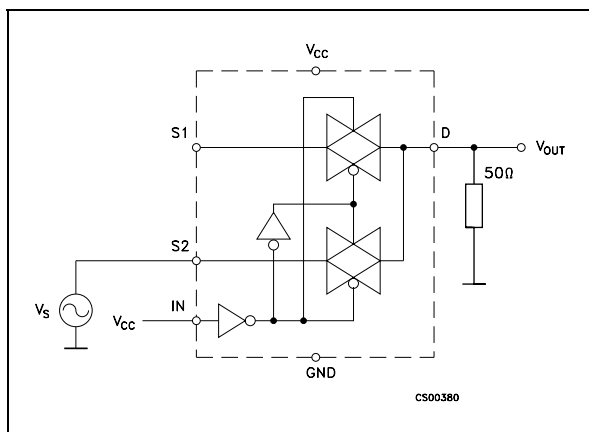 VCC
S1
D
VOUT
50Ω
S2
IN
VS
VCC
GND
CS00380